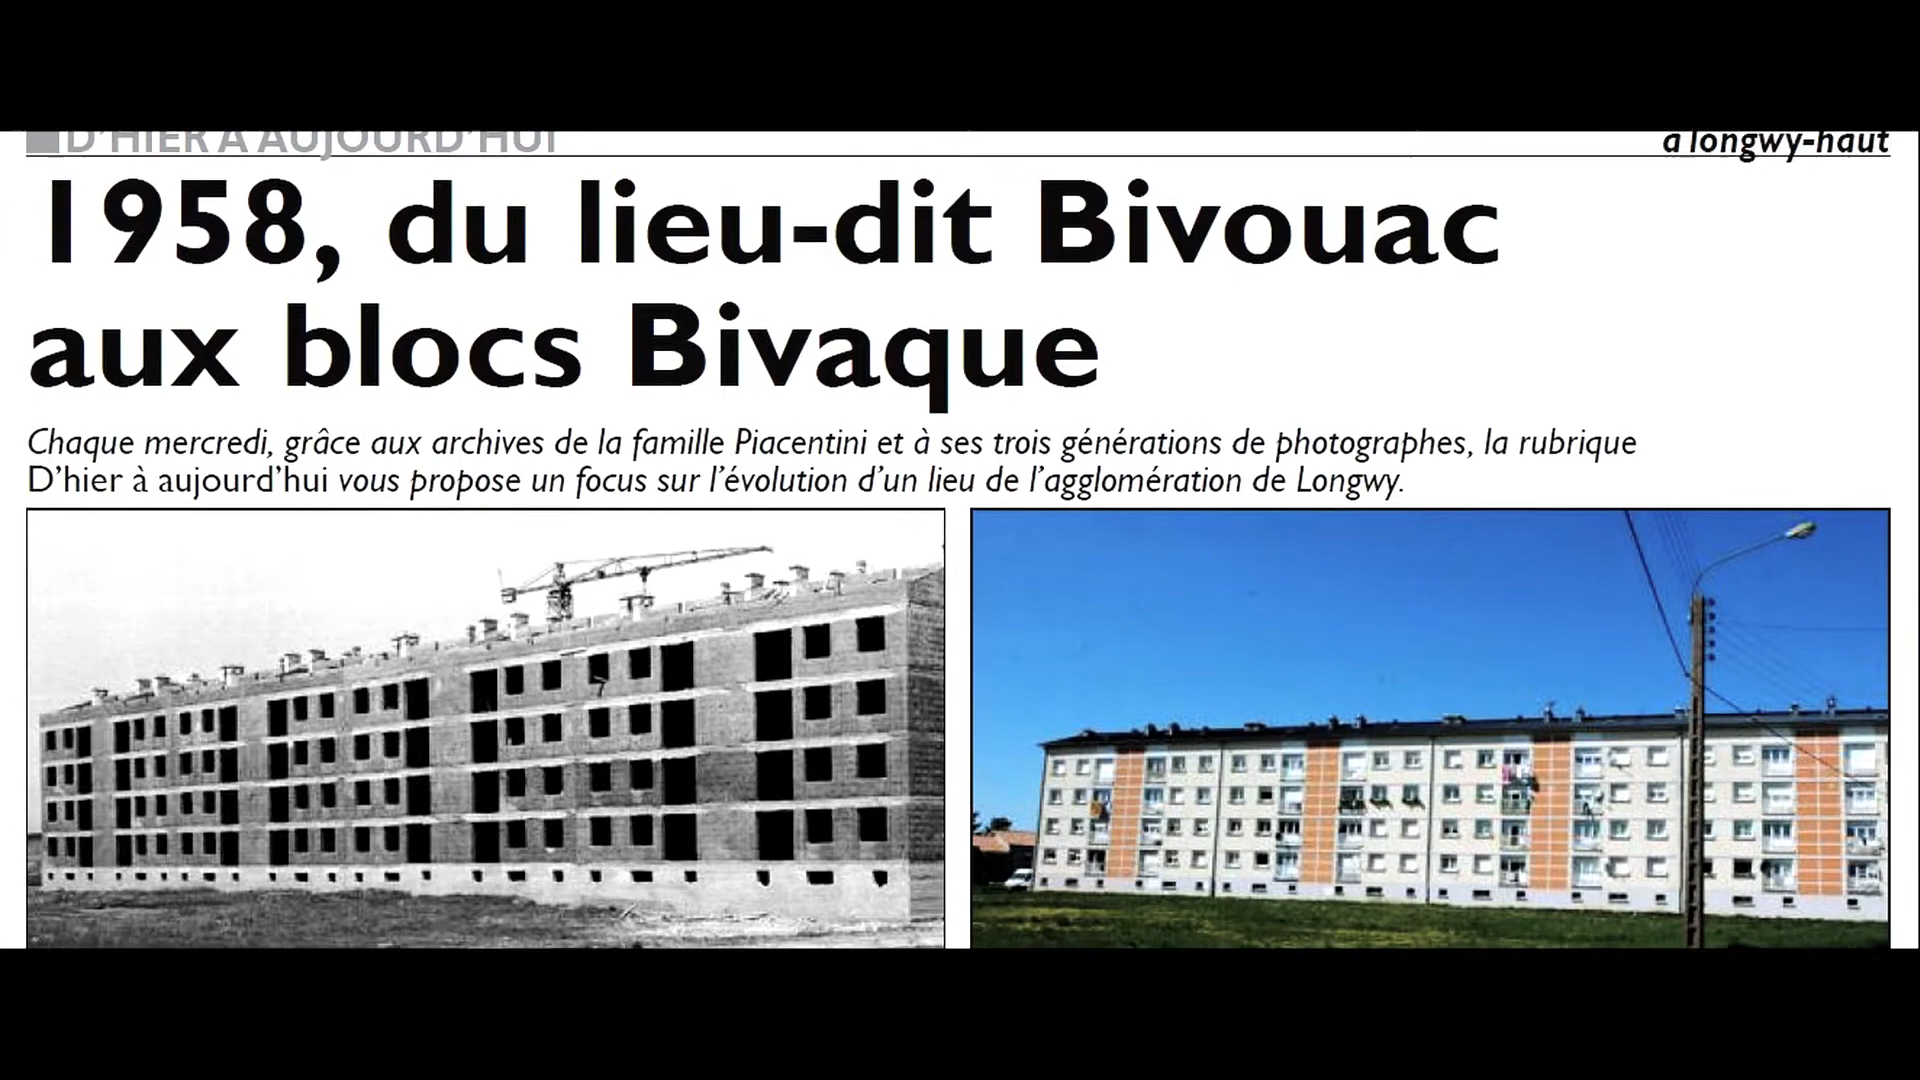 D'HIER À AUJOURD'HUI
à longwy-haut
1958, du lieu-dit Bivouac
aux blocs Bivaque
Chaque mercredi, grâce aux archives de la famille Piacentini et à ses trois générations de photographes, la rubrique
D'hier à aujourd'hui vous propose un focus sur l'évolution d'un lieu de l'agglomération de Longwy.